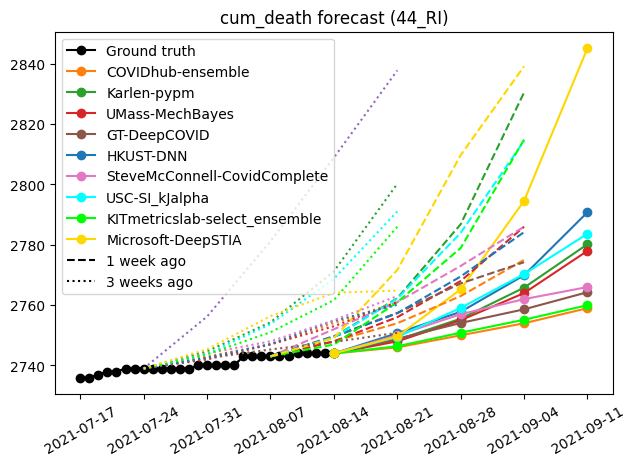 cum_death forecast (44_RI)
Ground truth
COVIDhub-ensemble
Karlen-pypm
UMass-MechBayes
GT-DeepCOVID
HKUST-DNN
SteveMcConnell-CovidComplete
USC-SI_kJalpha
KITmetricslab-select_ensemble
Microsoft-DeepSTIA
1 week ago
3 weeks ago
2840
2820
2800
2780
2760
2740
2021-07-17
2021-07-24
2021-07-31
2021-08-07
2021-08-14
2021-08-21
2021-08-28
2021-09-04
2021-09-11